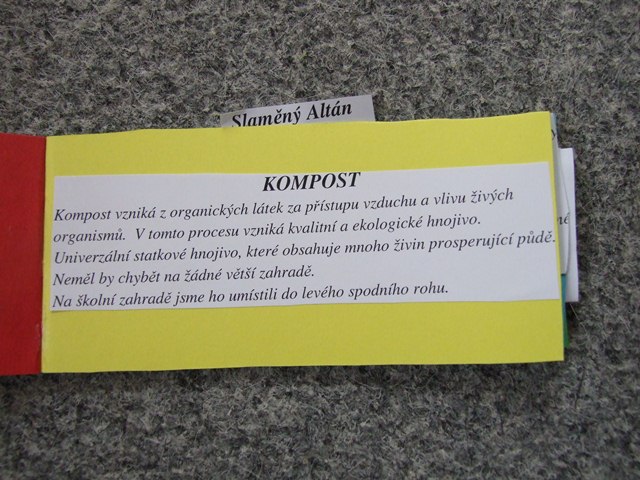 Slaměný Altán
KOMPOST
Kompost vzniká z organických látek za přístupu vzduchu a vlivu živých
organismů. V tomto procesu vzniká kvalitní a ekologické hnojivo.
Univerzální statkové hnojivo, které obsahuje mnoho živin prosperující půdě.
Neměl by chybět na žádné větší zahradě.
Na školní zahradě jsme ho umístili do levého spodního rohu.